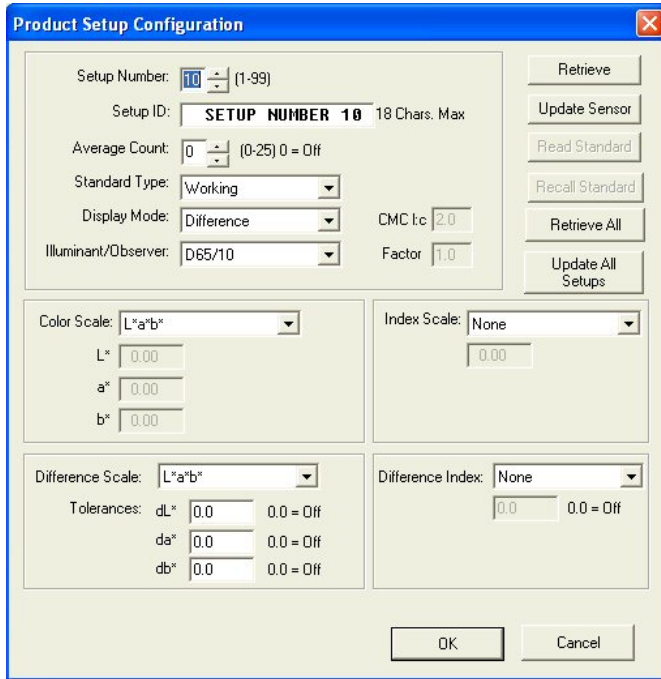 Product Setup Configuration
Setup Number: 10 (1-99)
Retrieve
Setup ID: SETUP NUMBER 10 18 Chars. Max
Update Sensor
Average Count: 0 (0-25) 0 = Off
Read Standard
Standard Type: Working
Recall Standard
Display Mode: Difference CMC l:c 2.0
Retrieve All
Illuminant/Observer: D65/10 Factor 1.0
Update All
Setups
Color Scale: L*a*b*
L* 0.00
a* 0.00
b* 0.00
Index Scale: None
0.00
Difference Scale: L*a*b*
Tolerances: dL* 0.0 0.0 = Off
da* 0.0 0.0 = Off
db* 0.0 0.0 = Off
Difference Index: None
0.0 0.0 = Off
OK
Cancel